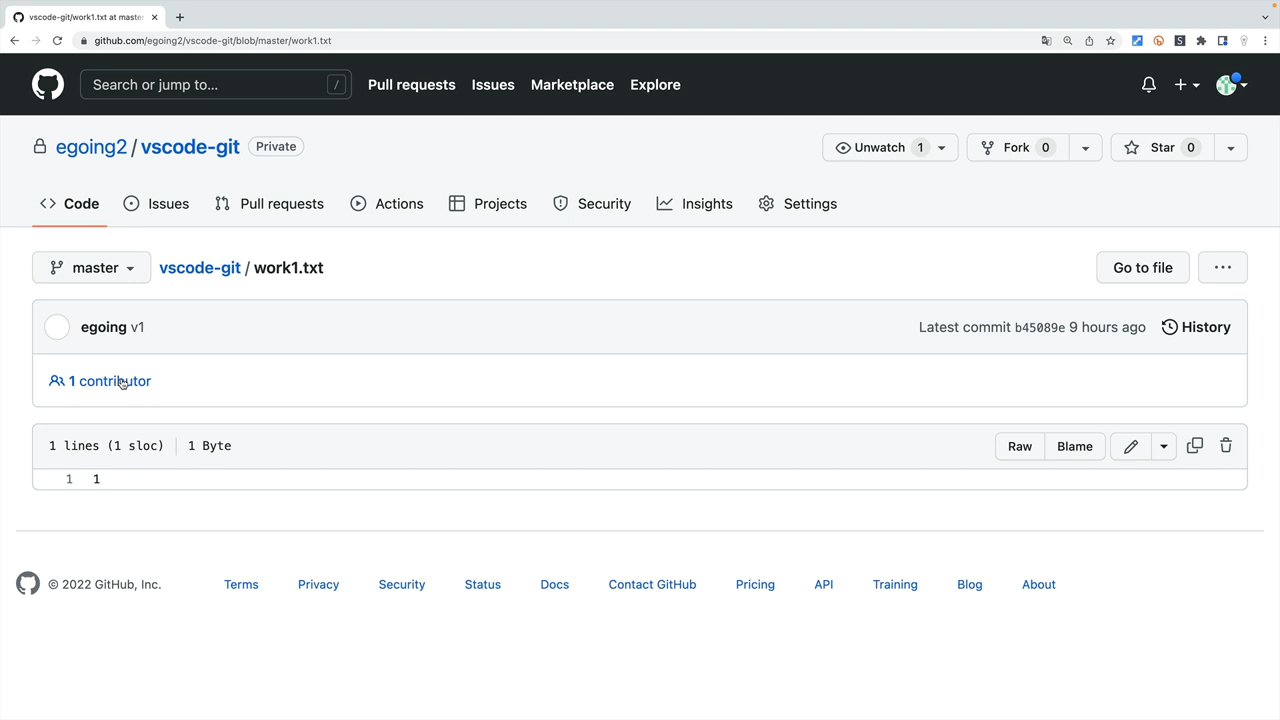 vscode-git/work1.txt at master
github.com/egoing2/vscode-git/blob/master/work1.txt
Search or jump to... /
Pull requests Issues Marketplace Explore
egoing2 / vscode-git Private
Unwatch 1 Fork 0 Star 0
Code Issues Pull requests Actions Projects Security Insights Settings
master vscode-git / work1.txt Go to file ...
egoing v1 Latest commit b45089e 9 hours ago History
1 contributor
1 lines (1 sloc) 1 Byte Raw Blame
1 1
© 2022 GitHub, Inc. Terms Privacy Security Status Docs Contact GitHub Pricing API Training Blog About